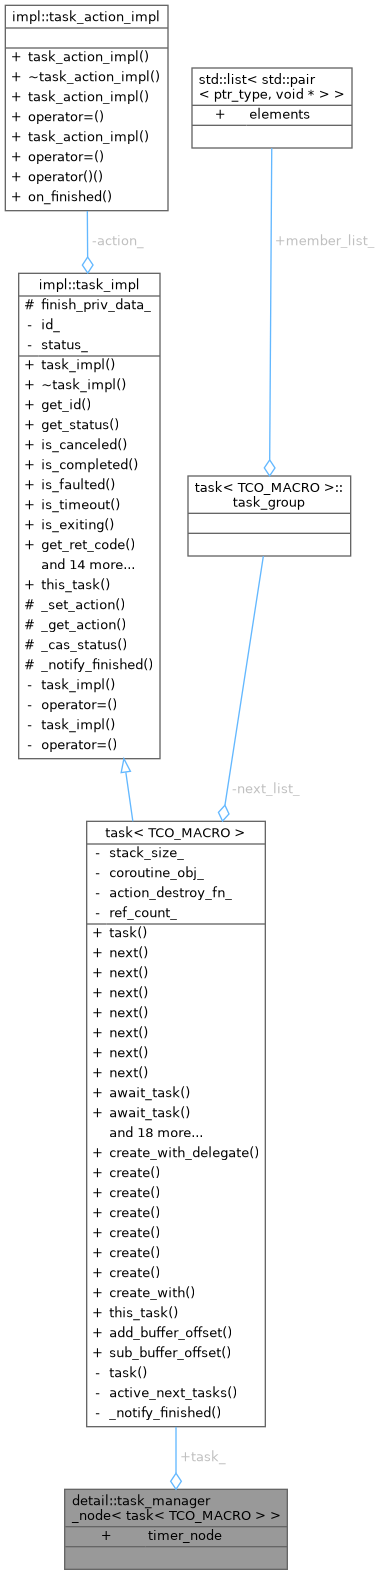 impl::task_action_impl
+ task_action_impl()
+ ~task_action_impl()
+ task_action_impl()
+ operator=()
+ task_action_impl()
+ operator=()
+ operator()()
+ on_finished()
std::list< std::pair
< ptr_type, void * > >
+ elements
-action_
+member_list_
impl::task_impl
# finish_priv_data_
- id_
- status_
+ task_impl()
+ ~task_impl()
+ get_id()
+ get_status()
+ is_canceled()
+ is_completed()
+ is_faulted()
+ is_timeout()
+ is_exiting()
+ get_ret_code()
and 14 more...
+ this_task()
# _set_action()
# _get_action()
# _cas_status()
# _notify_finished()
- task_impl()
- operator=()
- task_impl()
- operator=()
task< TCO_MACRO >::
task_group
-next_list_
task< TCO_MACRO >
- stack_size_
- coroutine_obj_
- action_destroy_fn_
- ref_count_
+ task()
+ next()
+ next()
+ next()
+ next()
+ next()
+ next()
+ next()
+ await_task()
+ await_task()
and 18 more...
+ create_with_delegate()
+ create()
+ create()
+ create()
+ create()
+ create()
+ create()
+ create_with()
+ this_task()
+ add_buffer_offset()
+ sub_buffer_offset()
- task()
- active_next_tasks()
- _notify_finished()
+task_
detail::task_manager
_node< task< TCO_MACRO > >
+ timer_node